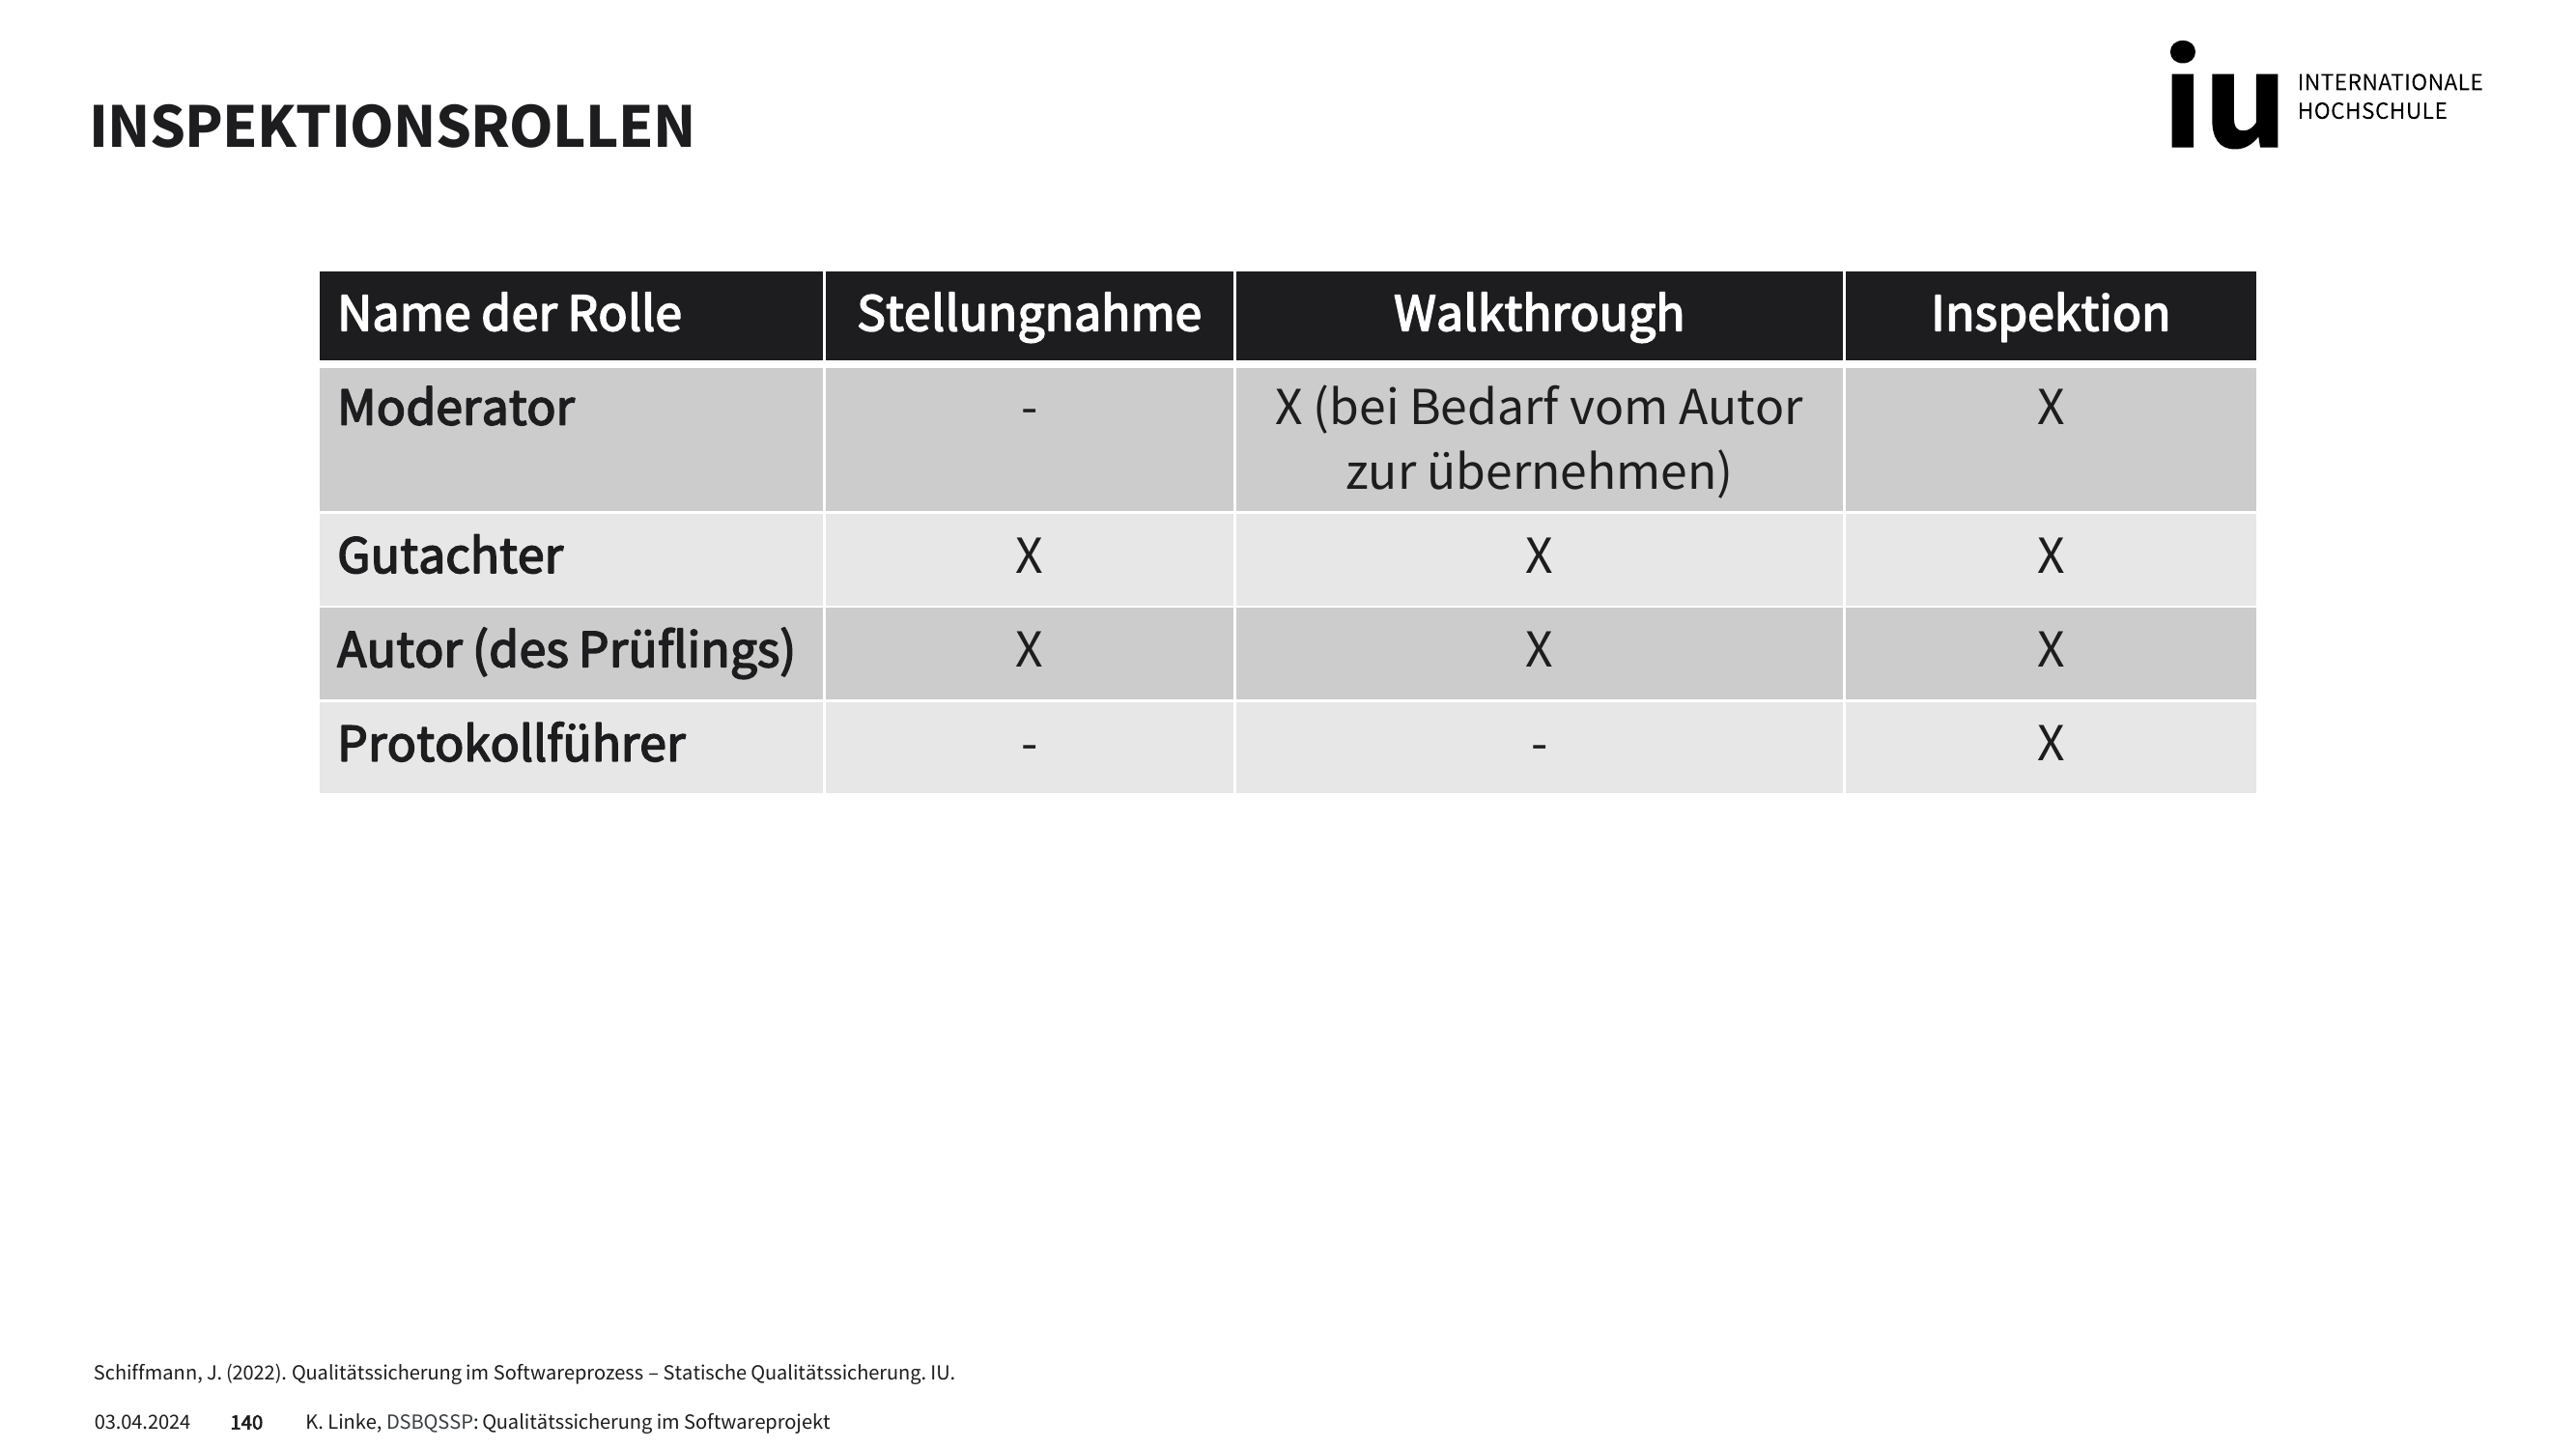 iu INTERNATIONALE
HOCHSCHULE
INSPEKTIONSROLLEN
Name der Rolle Stellungnahme Walkthrough Inspektion
Moderator - X (bei Bedarf vom Autor X
zur übernehmen)
Gutachter X X X
Autor (des Prüflings) X X X
Protokollführer - - X
Schiffmann, J. (2022). Qualitätssicherung im Softwareprozess – Statische Qualitätssicherung. IU.
03.04.2024 140 K. Linke, DSBQSSP: Qualitätssicherung im Softwareprojekt